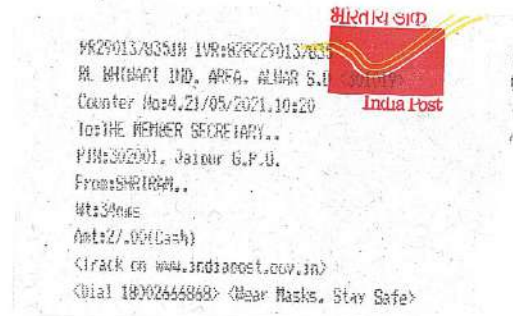 भारतीय डाक
India Post
IVR:
RL BHIWARI IND. AREA. ALWAR S.O
Counter No:4,21/05/2021,10:20
To:THE MEMBER SECRETARY..
PIN:302001, Jaipur G.P.O.
From:SHRIRAM..
Wt:34gms
Amt:27.00(Cash)
<Track on www.indiapost.gov.in>
<Dial 18002666868> <Wear Masks, Stay Safe>